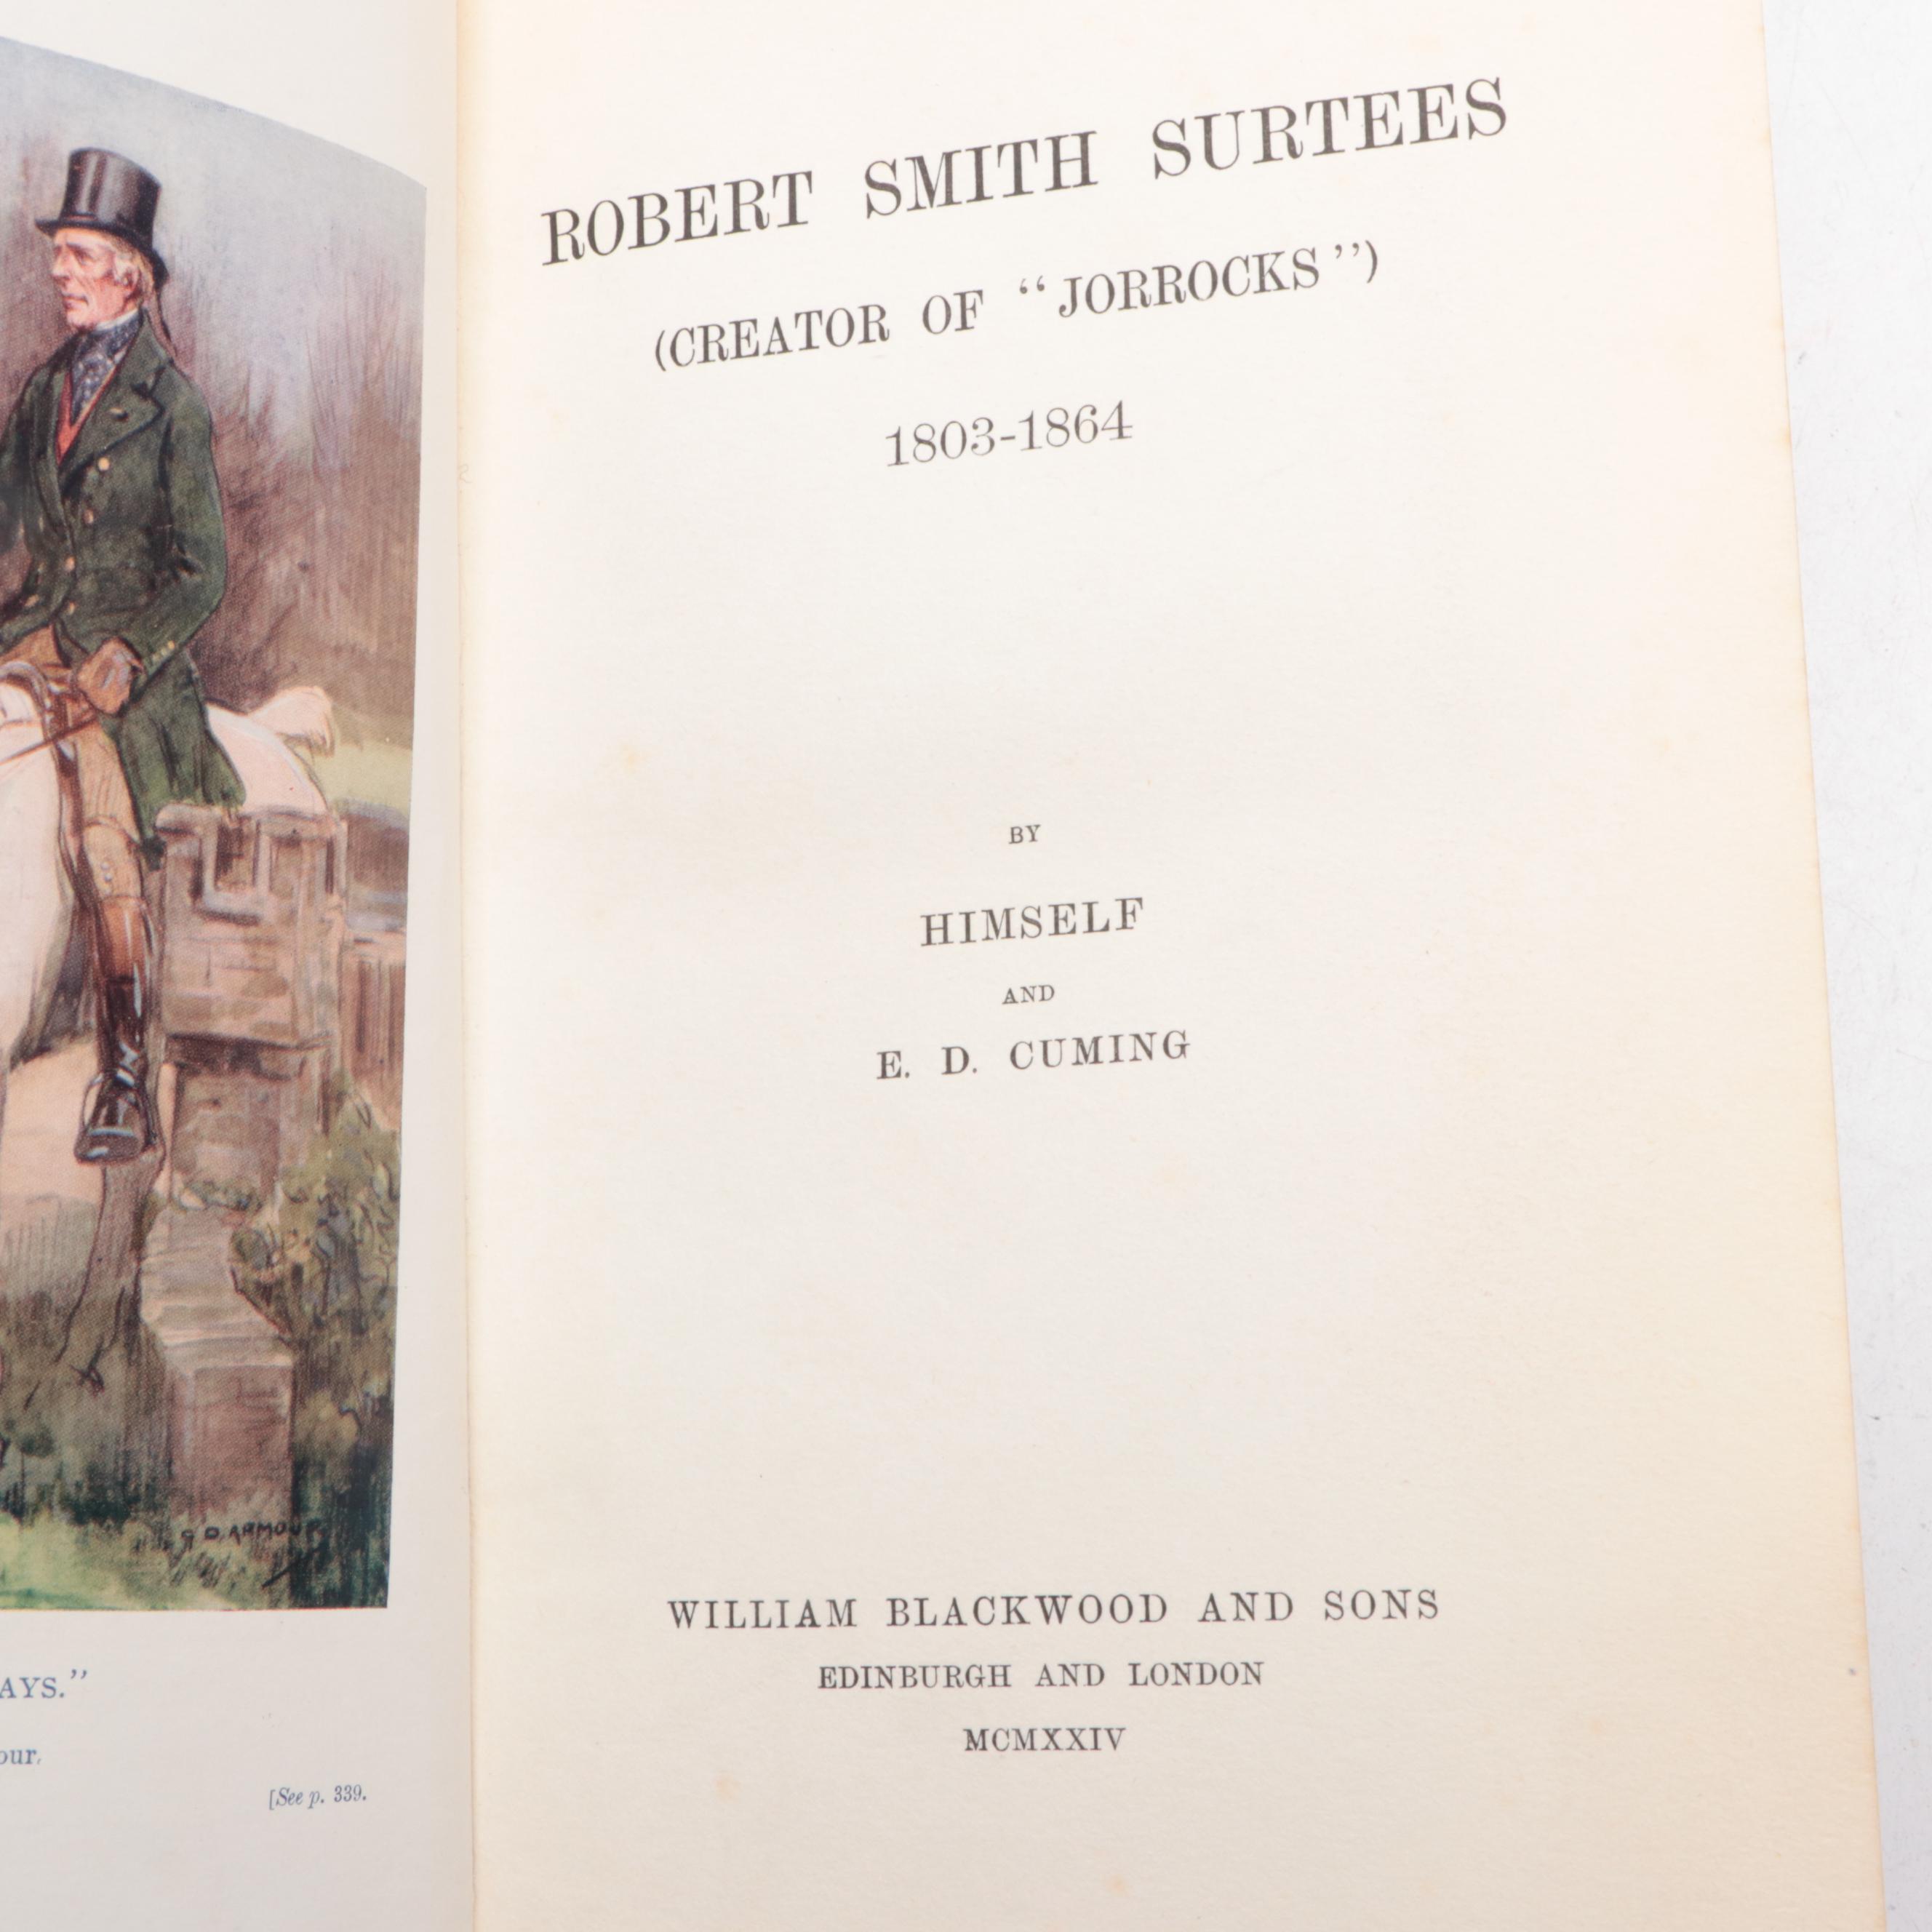 G D. ARMOUR
AYS."
our.
[See p. 339.
ROBERT SMITH SURTEES
(CREATOR OF "JORROCKS")
1803-1864
BY
HIMSELF
AND
E. D. CUMING
WILLIAM BLACKWOOD AND SONS
EDINBURGH AND LONDON
MCMXXIV